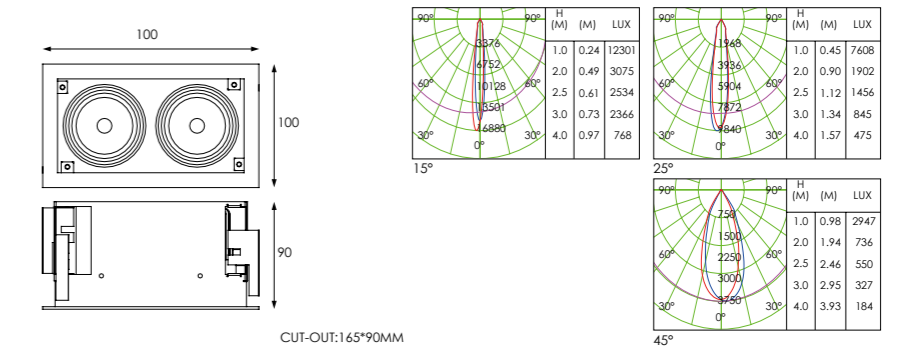 100
100
90
CUT-OUT:165*90MM
90° 90°
60° 60°
30° 30°
0°
3376
6752
10128
13501
16880
H
(M) (M) LUX
1.0 0.24 12301
2.0 0.49 3075
2.5 0.61 2534
3.0 0.73 2366
4.0 0.97 768
15°
90° 90°
60° 60°
30° 30°
0°
1968
3936
5904
7872
9840
H
(M) (M) LUX
1.0 0.45 7608
2.0 0.90 1902
2.5 1.12 1456
3.0 1.34 845
4.0 1.57 475
25°
90° 90°
60° 60°
30° 30°
0°
750
1500
2250
3000
3750
H
(M) (M) LUX
1.0 0.98 2947
2.0 1.94 736
2.5 2.46 550
3.0 2.95 327
4.0 3.93 184
45°